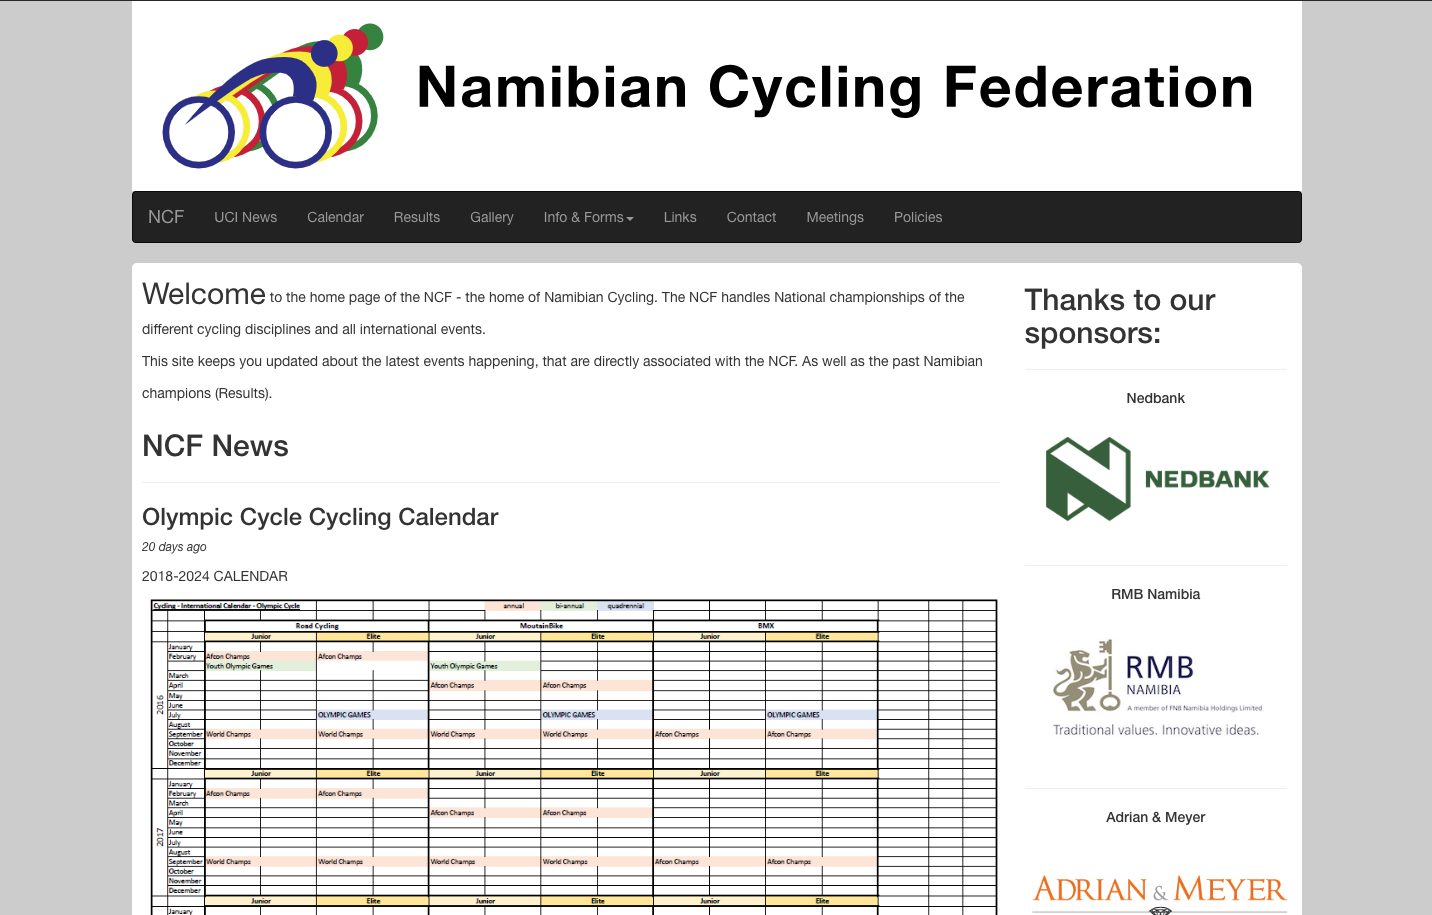 Namibian Cycling Federation
NCF UCI News Calendar Results Gallery Info & Forms Links Contact Meetings Policies
Welcome to the home page of the NCF - the home of Namibian Cycling. The NCF handles National championships of the
different cycling disciplines and all international events.
This site keeps you updated about the latest events happening, that are directly associated with the NCF. As well as the past Namibian
champions (Results).
NCF News
Olympic Cycle Cycling Calendar
20 days ago
2018-2024 CALENDAR
Cycling - International Calendar - Olympic Cycle annual bi-annual quadrennial
Road Cycling MoutainBike BMX
Junior Elite Junior Elite Junior Elite
2016
January
February Afcon Champs Afcon Champs
Youth Olympic Games Youth Olympic Games
March
April Afcon Champs Afcon Champs
May
June
July OLYMPIC GAMES OLYMPIC GAMES OLYMPIC GAMES
August
September World Champs World Champs World Champs World Champs Afcon Champs Afcon Champs
October
November
December
Junior Elite Junior Elite Junior Elite
2017
January
February Afcon Champs Afcon Champs
March
April Afcon Champs Afcon Champs
May
June
July
August
September World Champs World Champs World Champs World Champs Afcon Champs Afcon Champs
October
November
December
Junior Elite Junior Elite Junior Elite
January
Thanks to our
sponsors:
Nedbank
NEDBANK
RMB Namibia
RMB
NAMIBIA
A member of FNB Namibia Holdings Limited
Traditional values. Innovative ideas.
Adrian & Meyer
ADRIAN & MEYER